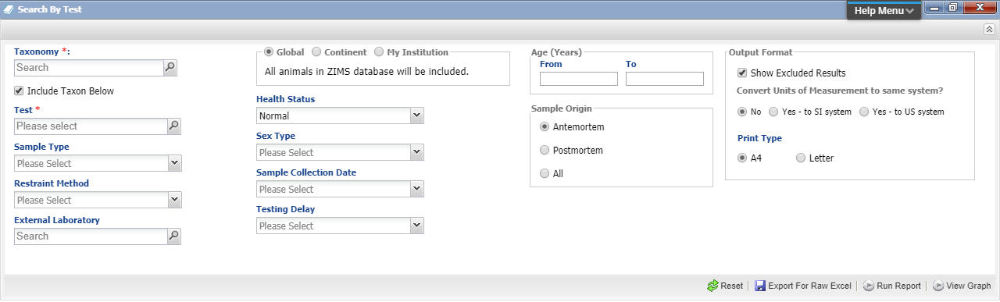 Search By Test
Help Menu
Taxonomy *:
Search
Include Taxon Below
Test *
Please select
Sample Type
Please Select
Restraint Method
Please Select
External Laboratory
Search
Global Continent My Institution
All animals in ZIMS database will be included.
Health Status
Normal
Sex Type
Please Select
Sample Collection Date
Please Select
Testing Delay
Please Select
Age (Years)
From To
Sample Origin
Antemortem
Postmortem
All
Output Format
Show Excluded Results
Convert Units of Measurement to same system?
No Yes - to SI system Yes - to US system
Print Type
A4 Letter
Reset Export For Raw Excel Run Report View Graph